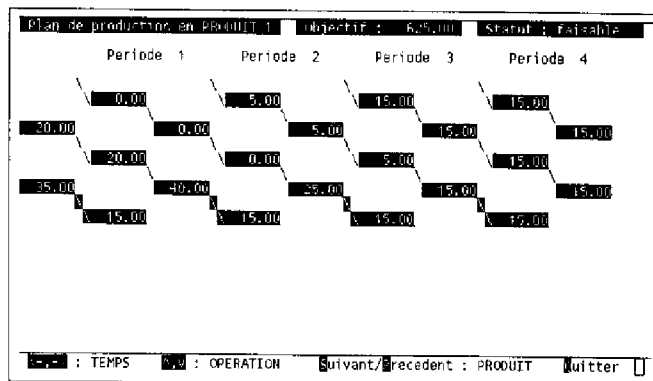 Plan de production en PRODUIT 1 Objectif : 625.00 Statut : faisable
Periode 1 Periode 2 Periode 3 Periode 4
0.00 5.00 15.00 15.00
20.00 0.00 5.00 15.00 15.00
20.00 0.00 5.00 15.00
35.00 40.00 25.00 15.00 15.00
15.00 15.00 15.00 15.00
: TEMPS : OPERATION Suivant/Precedent : PRODUIT Quitter